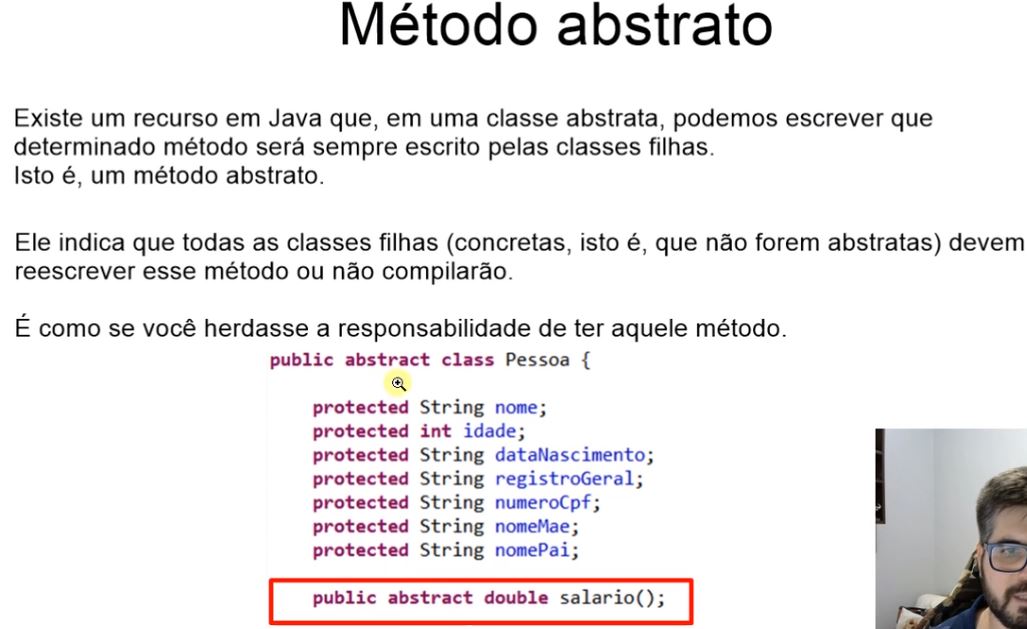 Método abstrato
Existe um recurso em Java que, em uma classe abstrata, podemos escrever que
determinado método será sempre escrito pelas classes filhas.
Isto é, um método abstrato.
Ele indica que todas as classes filhas (concretas, isto é, que não forem abstratas) devem
reescrever esse método ou não compilarão.
É como se você herdasse a responsabilidade de ter aquele método.
public abstract class Pessoa {
protected String nome;
protected int idade;
protected String dataNascimento;
protected String registroGeral;
protected String numeroCpf;
protected String nomeMae;
protected String nomePai;
public abstract double salario();